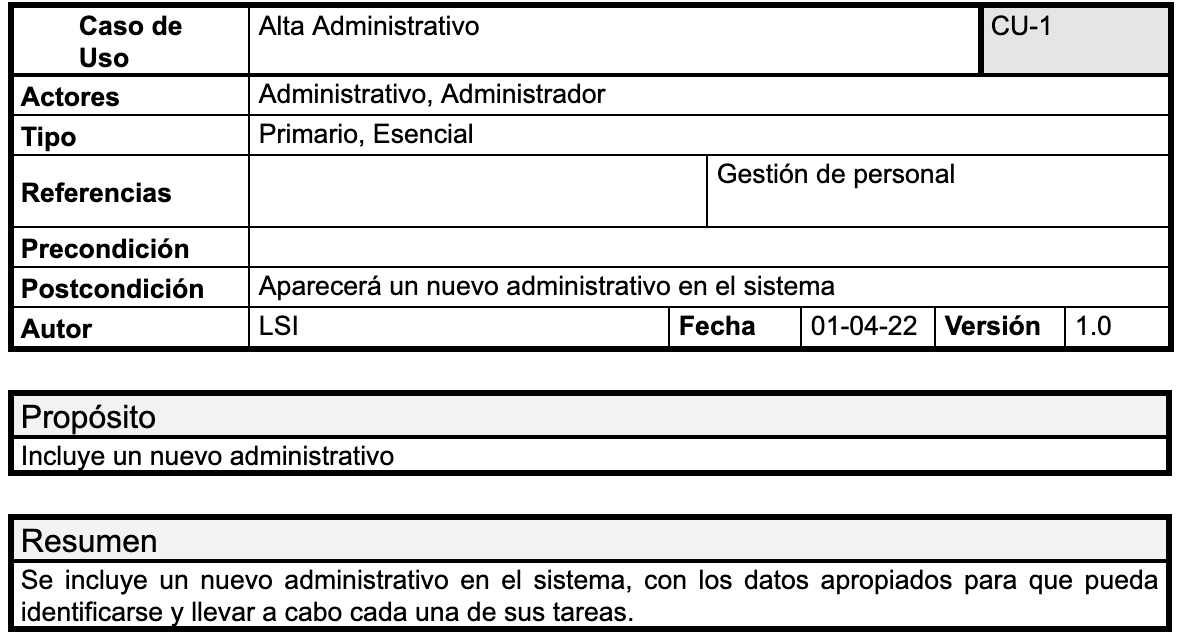 Caso de
Uso
Alta Administrativo
CU-1
Actores
Administrativo, Administrador
Tipo
Primario, Esencial
Referencias
Gestión de personal
Precondición
Postcondición
Aparecerá un nuevo administrativo en el sistema
Autor
LSI
Fecha
01-04-22
Versión
1.0
Propósito
Incluye un nuevo administrativo
Resumen
Se incluye un nuevo administrativo en el sistema, con los datos apropiados para que pueda
identificarse y llevar a cabo cada una de sus tareas.